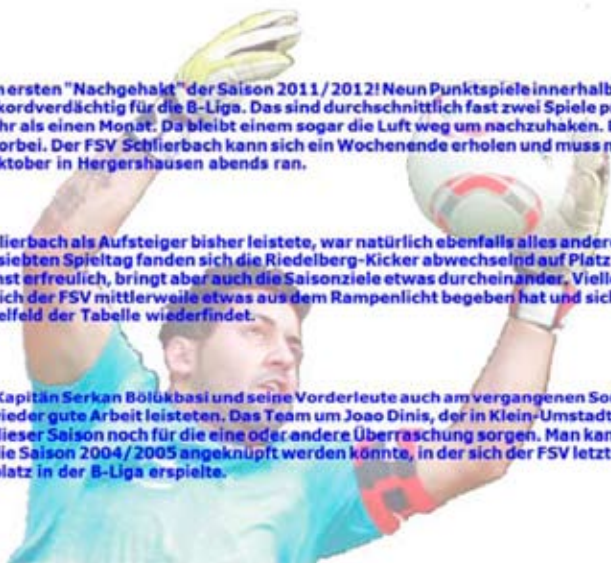 n ersten "Nachgehakt" der Saison 2011/2012! Neun Punktspiele innerhalb
kordverdächtig für die B-Liga. Das sind durchschnittlich fast zwei Spiele p
hr als einen Monat. Da bleibt einem sogar die Luft weg um nachzuhaken.
orbei. Der FSV Schlierbach kann sich ein Wochenende erholen und muss n
ktober in Hergershausen abends ran.
lierbach als Aufsteiger bisher leistete, war natürlich ebenfalls alles ander
siebten Spieltag fanden sich die Riedelberg-Kicker abwechselnd auf Platz
nst erfreulich, bringt aber auch die Saisonziele etwas durcheinander. Viell
ich der FSV mittlerweile etwas aus dem Rampenlicht begeben hat und sic
elfeld der Tabelle wiederfindet.
Kapitän Serkan Bölükbasi und seine Vorderleute auch am vergangenen So
wieder gute Arbeit leisteten. Das Team um Joao Dinis, der in Klein-Umstadt
dieser Saison noch für die eine oder andere Überraschung sorgen. Man kan
die Saison 2004/2005 angeknüpft werden könnte, in der sich der FSV letzt
platz in der B-Liga erspielte.